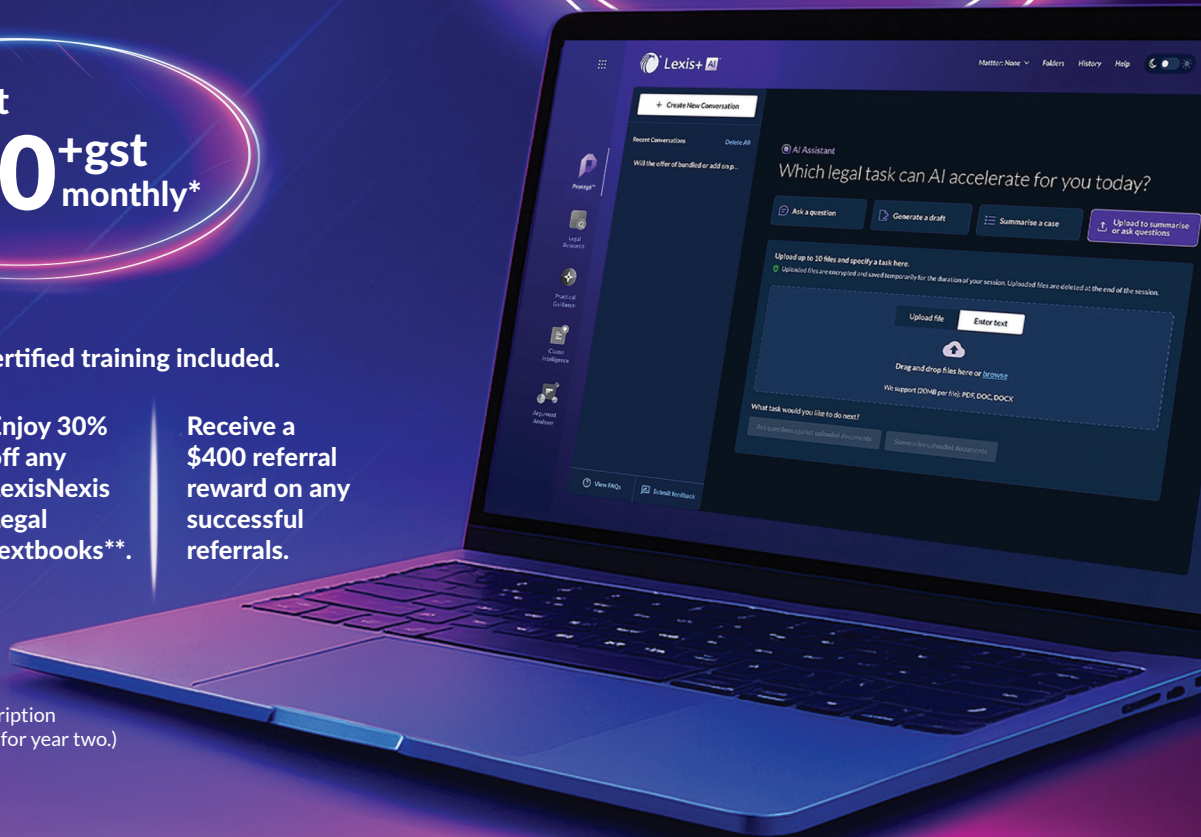 t
0 +gst
monthly*
ertified training included.
Enjoy 30%
off any
LexisNexis
Legal
textbooks**.
Receive a
$400 referral
reward on any
successful
referrals.
ription
for year two.)
Lexis+ AI
Mattter: None
Folders
History
Help
+ Create New Conversation
Recent Conversations
Delete All
Will the offer of bundled or add on p...
Protégé™
Legal
Research
Practical
Guidance
Clause
Intelligence
Argument
Analyser
AI Assistant
Which legal task can AI accelerate for you today?
Ask a question
Generate a draft
Summarise a case
Upload to summarise
or ask questions
Upload up to 10 files and specify a task here.
Uploaded files are encrypted and saved temporarily for the duration of your session. Uploaded files are deleted at the end of the session.
Upload file
Enter text
Drag and drop files here or browse
We support (20MB per file): PDF, DOC, DOCX
What task would you like to do next?
Ask questions against uploaded documents
Summarise uploaded documents
View FAQs
Submit feedback